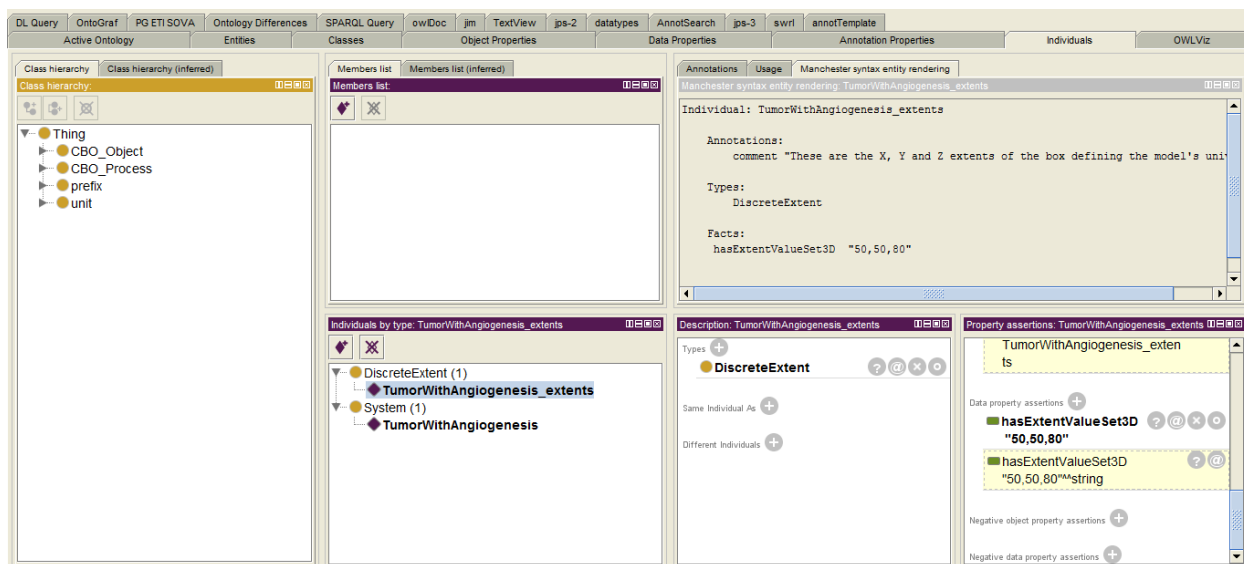 DL Query OntoGraf PG ETI SOVA Ontology Differences SPARQL Query owlDoc jim TextView jps-2 datatypes AnnotSearch jps-3 swrl annotTemplate
Active Ontology Entities Classes Object Properties Data Properties Annotation Properties Individuals OWLViz
Class hierarchy Class hierarchy (inferred)
Class hierarchy:
Thing
CBO_Object
CBO_Process
prefix
unit
Members list Members list (inferred)
Members list:
Individuals by type: TumorWithAngiogenesis_extents
DiscreteExtent (1)
TumorWithAngiogenesis_extents
System (1)
TumorWithAngiogenesis
Annotations Usage Manchester syntax entity rendering
Manchester syntax entity rendering: TumorWithAngiogenesis_extents
Individual: TumorWithAngiogenesis_extents
Annotations:
comment "These are the X, Y and Z extents of the box defining the model's uni
Types:
DiscreteExtent
Facts:
hasExtentValueSet3D "50,50,80"
Description: TumorWithAngiogenesis_extents
Types
DiscreteExtent
Same Individual As
Different Individuals
Property assertions: TumorWithAngiogenesis_extents
TumorWithAngiogenesis_exten
ts
Data property assertions
hasExtentValueSet3D
"50,50,80"
hasExtentValueSet3D
"50,50,80"^^string
Negative object property assertions
Negative data property assertions